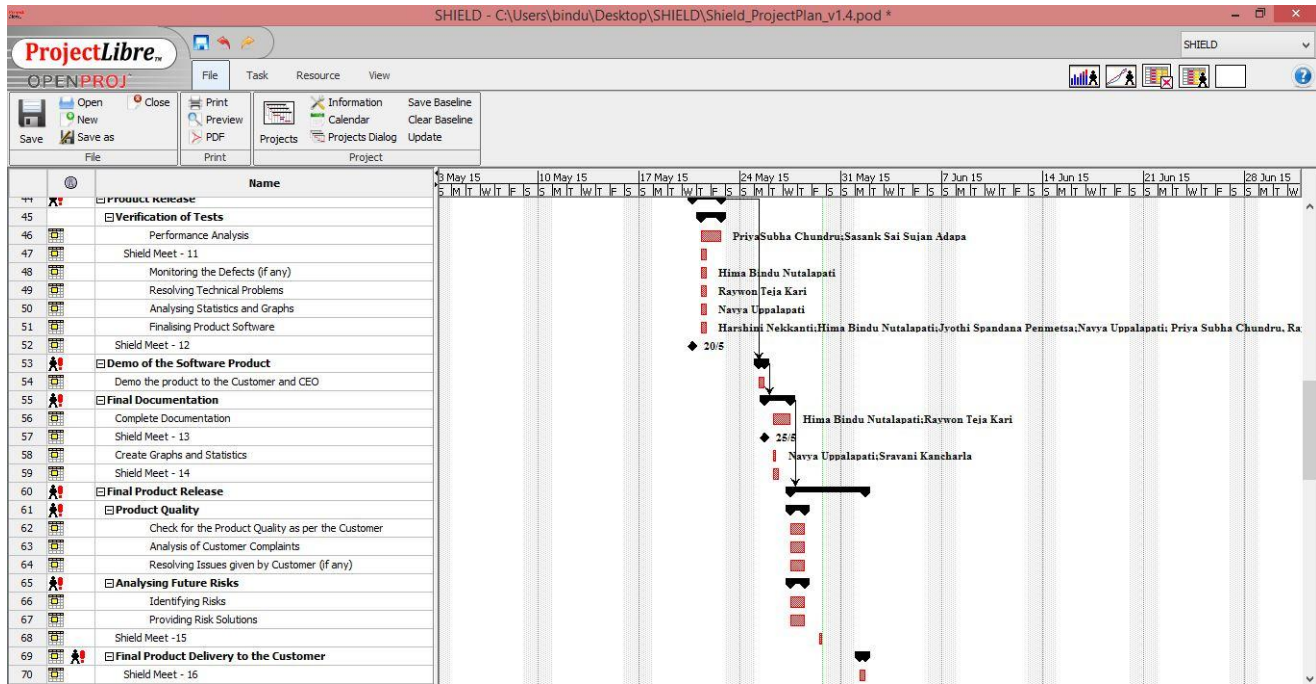 SHIELD - C:\Users\bindu\Desktop\SHIELD\Shield_ProjectPlan_v1.4.pod *
ProjectLibre™
OPENPROJ
SHIELD
File Task Resource View
Save
Open
New
Save as
Close
File
Print
Preview
PDF
Print
Projects
Information
Calendar
Projects Dialog
Save Baseline
Clear Baseline
Update
Project
Name
3 May 15 10 May 15 17 May 15 24 May 15 31 May 15 7 Jun 15 14 Jun 15 21 Jun 15 28 Jun 15
S M T W T F S S M T W T F S S M T W T F S S M T W T F S S M T W T F S S M T W T F S S M T W T F S S M T W T F S S M T W
44 Product Release
45 Verification of Tests
46 Performance Analysis PriyaSubha Chundru;Sasank Sai Sujan Adapa
47 Shield Meet - 11
48 Monitoring the Defects (if any) Hima Bindu Nutalapati
49 Resolving Technical Problems Raywon Teja Kari
50 Analysing Statistics and Graphs Navya Uppalapati
51 Finalising Product Software Harshini Nekkanti;Hima Bindu Nutalapati;Jyothi Spandana Penmetsa;Navya Uppalapati; Priya Subha Chundru, Ra
52 Shield Meet - 12 20/5
53 Demo of the Software Product
54 Demo the product to the Customer and CEO
55 Final Documentation
56 Complete Documentation Hima Bindu Nutalapati;Raywon Teja Kari
57 Shield Meet - 13 25/5
58 Create Graphs and Statistics Navya Uppalapati;Sravani Kancharla
59 Shield Meet - 14
60 Final Product Release
61 Product Quality
62 Check for the Product Quality as per the Customer
63 Analysis of Customer Complaints
64 Resolving Issues given by Customer (if any)
65 Analysing Future Risks
66 Identifying Risks
67 Providing Risk Solutions
68 Shield Meet -15
69 Final Product Delivery to the Customer
70 Shield Meet - 16